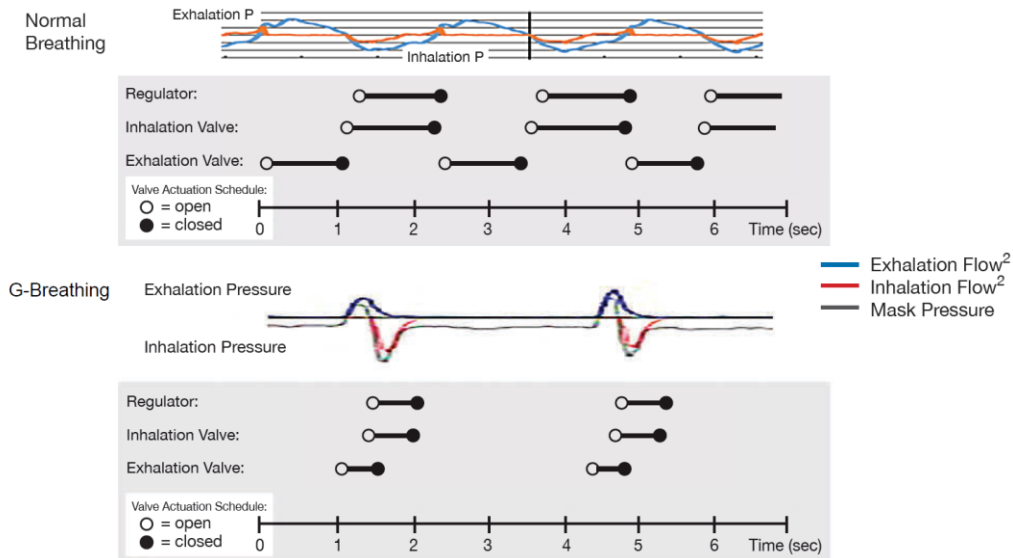 Normal
Breathing
Exhalation P
Inhalation P
Regulator:
Inhalation Valve:
Exhalation Valve:
Valve Actuation Schedule:
= open
= closed
0 1 2 3 4 5 6 Time (sec)
G-Breathing
Exhalation Pressure
Inhalation Pressure
Exhalation Flow²
Inhalation Flow²
Mask Pressure
Regulator:
Inhalation Valve:
Exhalation Valve:
Valve Actuation Schedule:
= open
= closed
0 1 2 3 4 5 6 Time (sec)